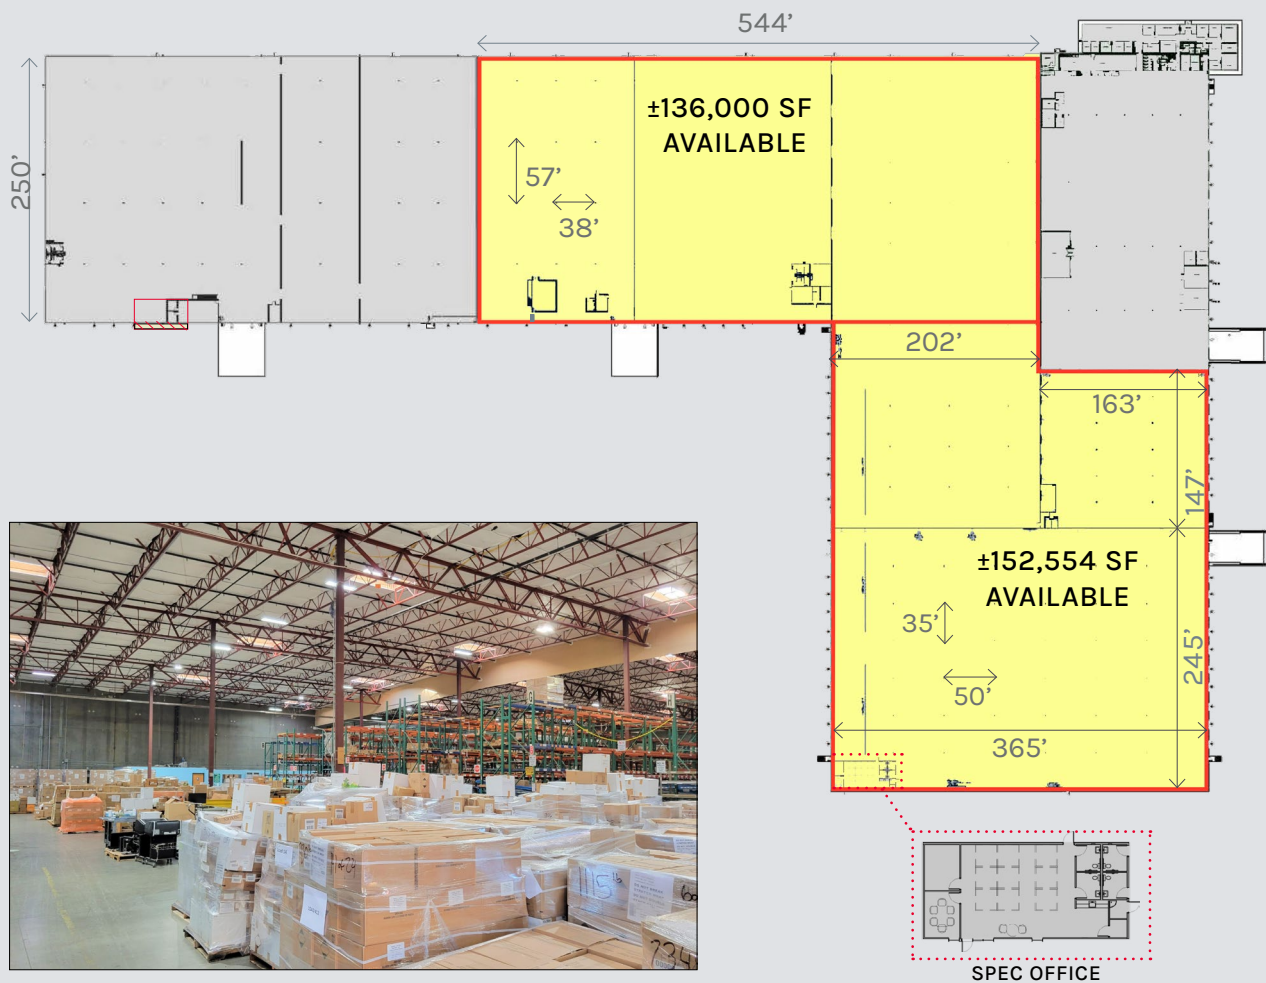 544’
250’
±136,000 SF
AVAILABLE
57’
38’
202’
163’
147’
±152,554 SF
AVAILABLE
35’
50’
245’
365’
SPEC OFFICE